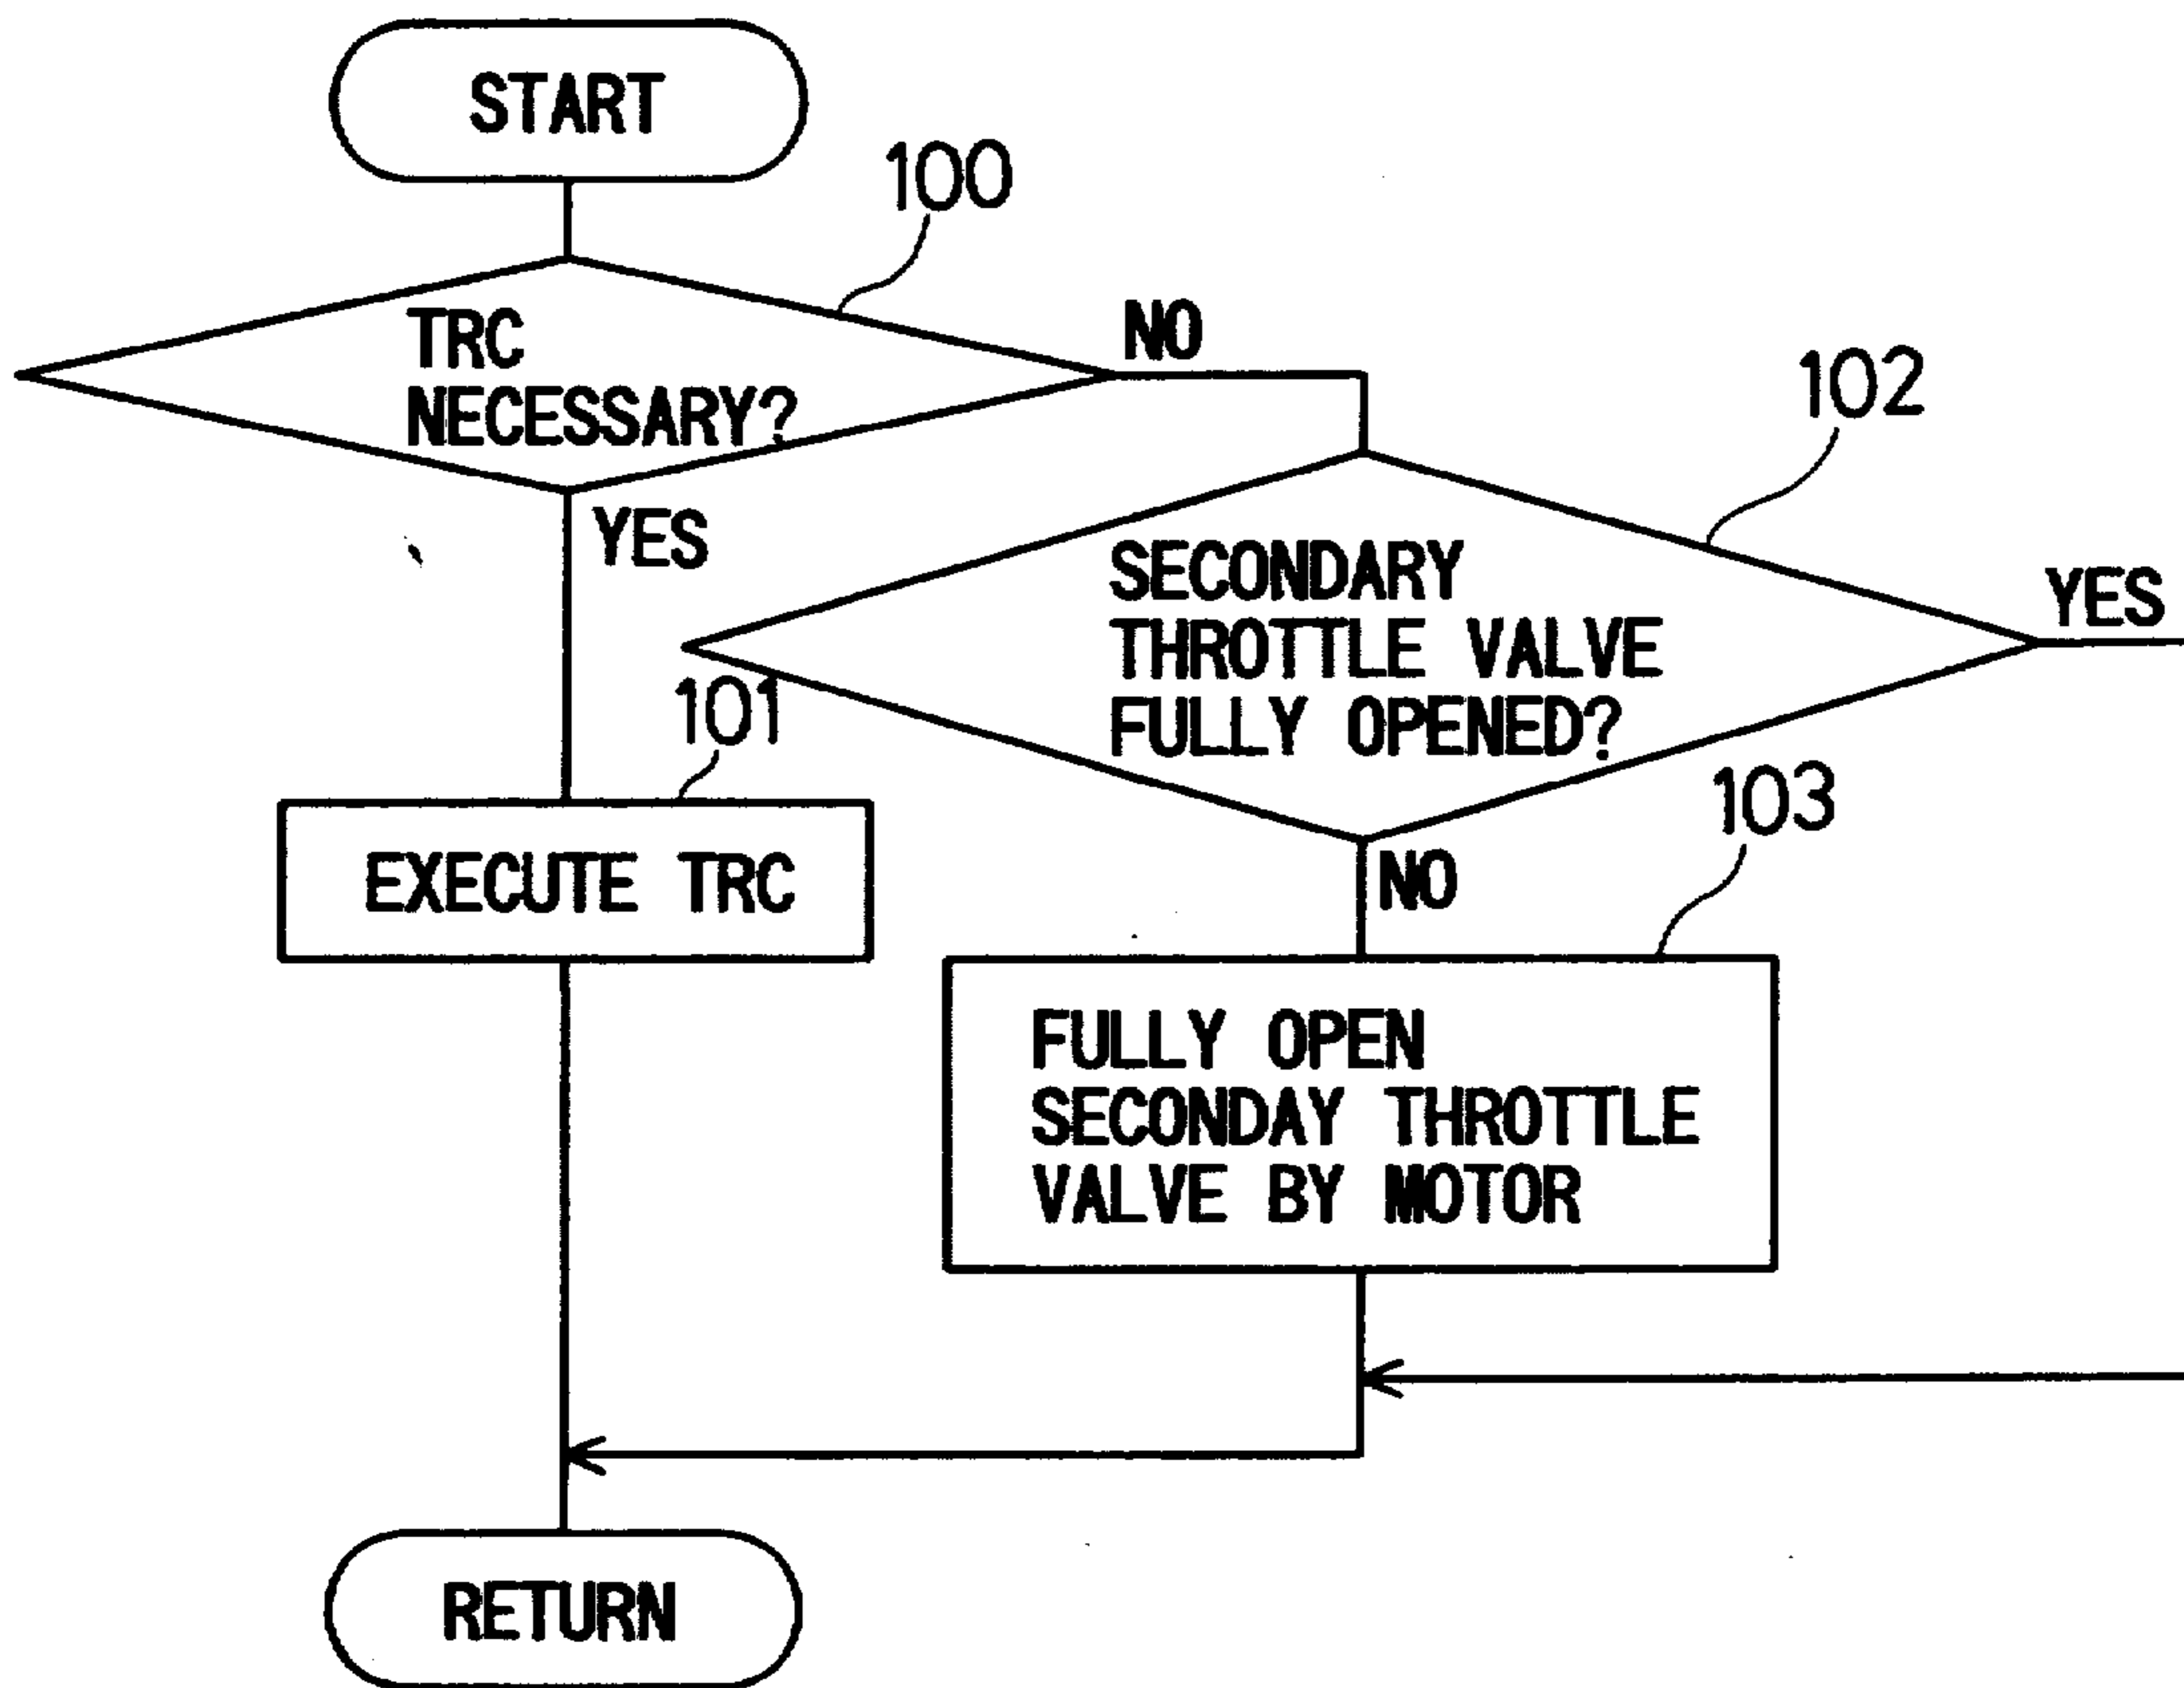 START
100
TRC
NECESSARY?
NO
YES
102
SECONDARY
THROTTLE VALVE
FULLY OPENED?
YES
101
EXECUTE TRC
NO
103
FULLY OPEN
SECONDAY THROTTLE
VALVE BY MOTOR
RETURN